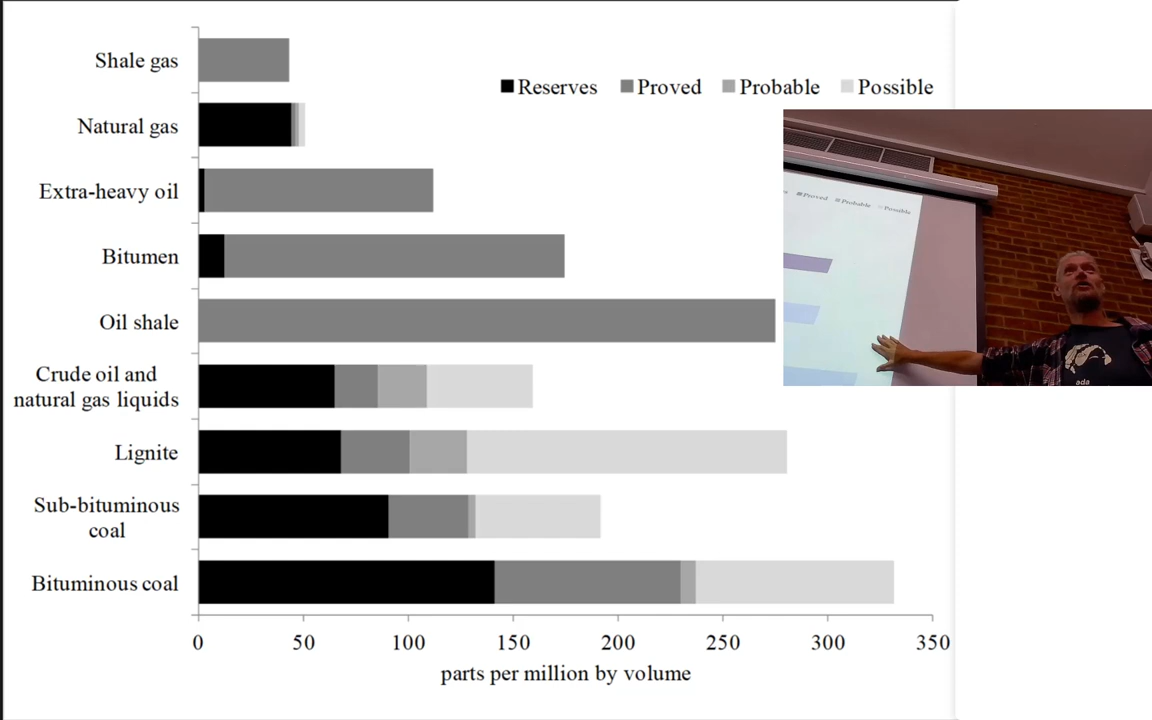 Shale gas
Reserves Proved Probable Possible
Natural gas
Extra-heavy oil
Bitumen
Oil shale
Crude oil and
natural gas liquids
Lignite
Sub-bituminous
coal
Bituminous coal
0 50 100 150 200 250 300 350
parts per million by volume
Proved Probable Possible
ada